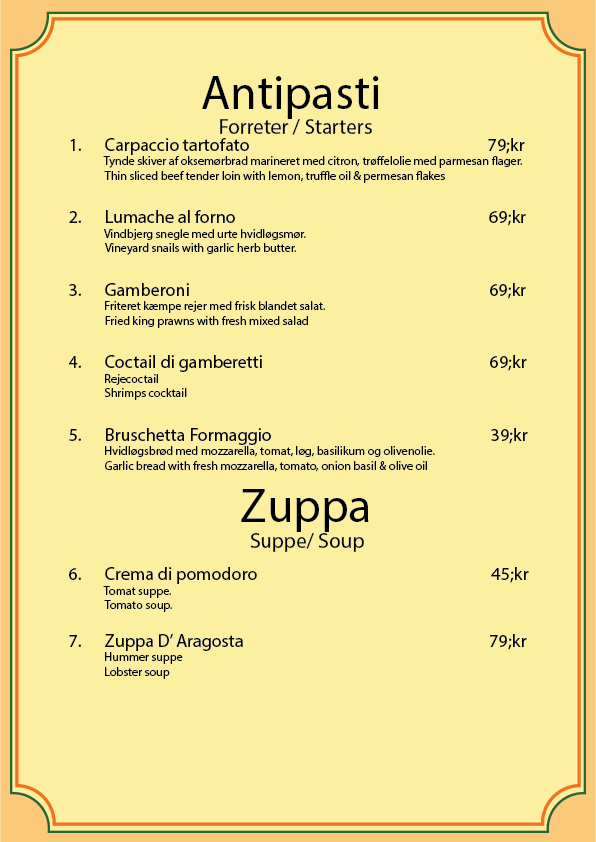 Antipasti
Forreter / Starters
1. Carpaccio tartofato 79;kr
Tynde skiver af oksemørbrad marineret med citron, trøffelolie med parmesan flager.
Thin sliced beef tender loin with lemon, truffle oil & permesan flakes
2. Lumache al forno 69;kr
Vindbjerg snegle med urte hvidløgsmør.
Vineyard snails with garlic herb butter.
3. Gamberoni 69;kr
Friteret kæmpe rejer med frisk blandet salat.
Fried king prawns with fresh mixed salad
4. Coctail di gamberetti 69;kr
Rejecoctail
Shrimps cocktail
5. Bruschetta Formaggio 39;kr
Hvidløgsbrød med mozzarella, tomat, løg, basilikum og olivenolie.
Garlic bread with fresh mozzarella, tomato, onion basil & olive oil
Zuppa
Suppe/ Soup
6. Crema di pomodoro 45;kr
Tomat suppe.
Tomato soup.
7. Zuppa D’ Aragosta 79;kr
Hummer suppe
Lobster soup